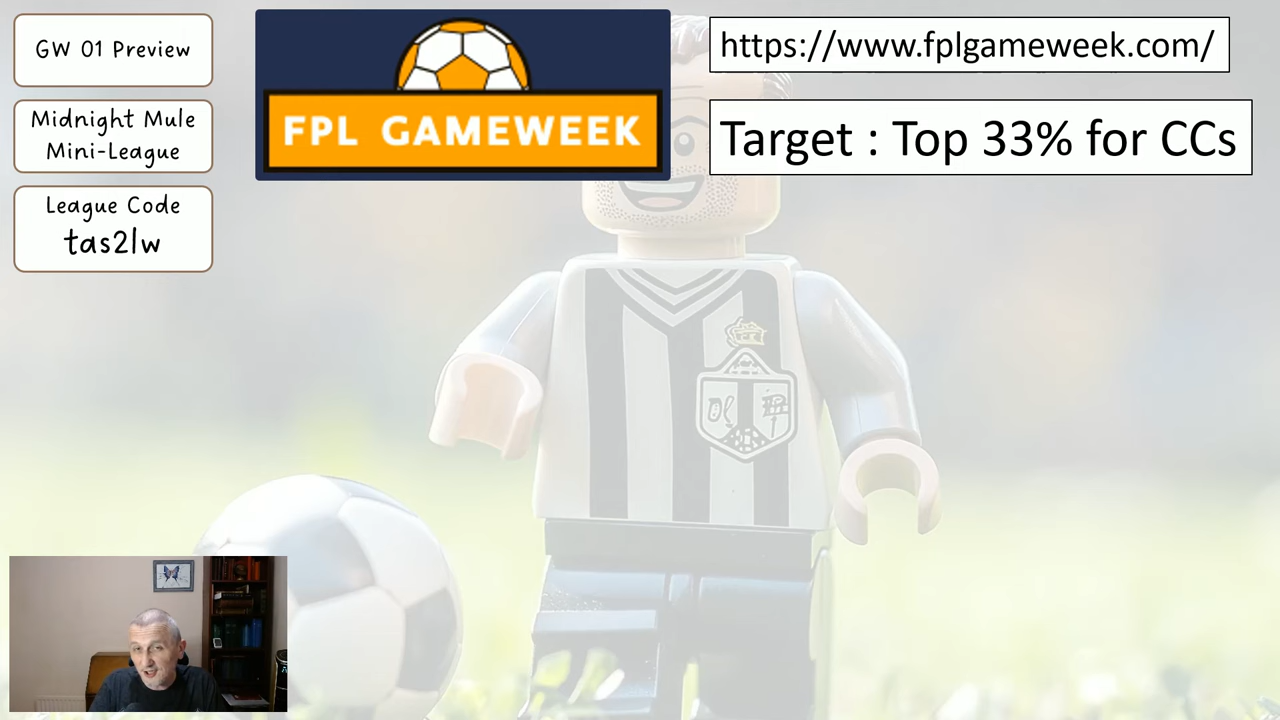 GW 01 Preview
Midnight Mule
Mini-League
League Code
tas2lw
FPL GAMEWEEK
https://www.fplgameweek.com/
Target : Top 33% for CCs